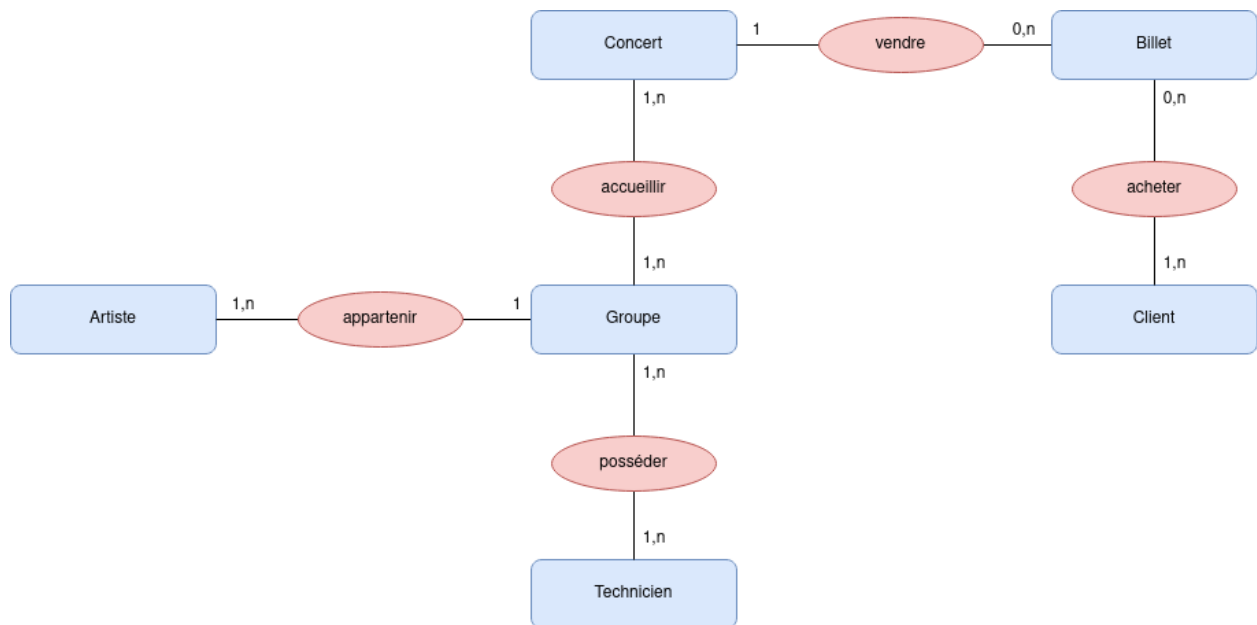 Concert
1
vendre
0,n
Billet
1,n
0,n
accueillir
acheter
1,n
1,n
Artiste
1,n
appartenir
1
Groupe
Client
1,n
posséder
1,n
Technicien